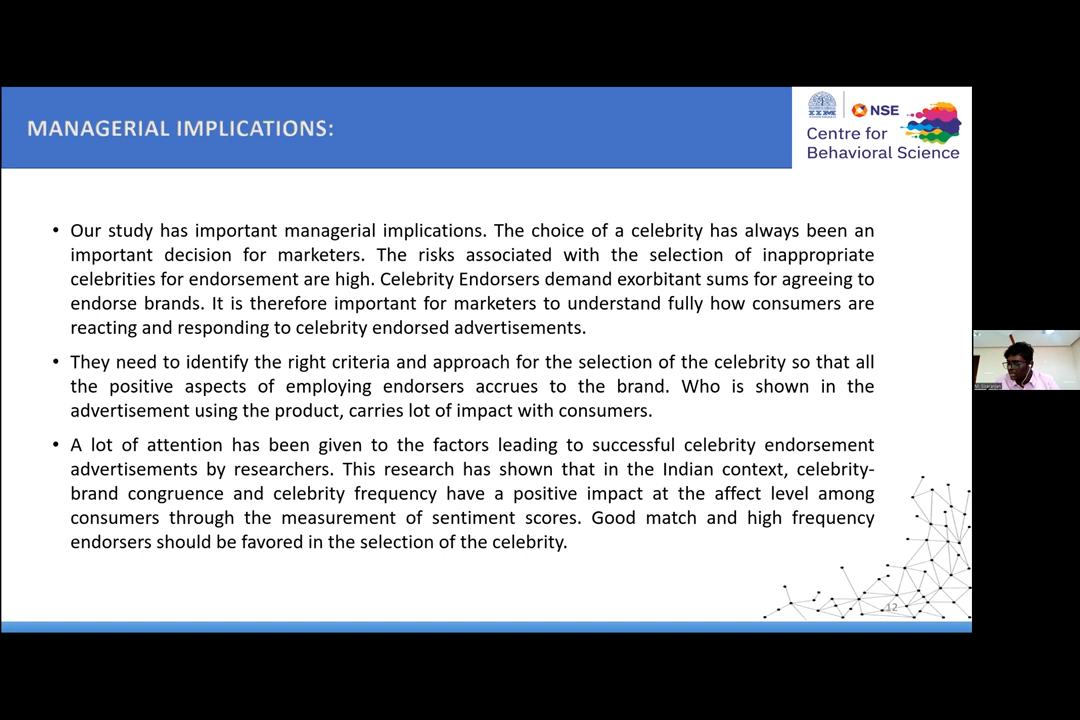 MANAGERIAL IMPLICATIONS:
IIM
NSE
Centre for
Behavioral Science
• Our study has important managerial implications. The choice of a celebrity has always been an
important decision for marketers. The risks associated with the selection of inappropriate
celebrities for endorsement are high. Celebrity Endorsers demand exorbitant sums for agreeing to
endorse brands. It is therefore important for marketers to understand fully how consumers are
reacting and responding to celebrity endorsed advertisements.
• They need to identify the right criteria and approach for the selection of the celebrity so that all
the positive aspects of employing endorsers accrues to the brand. Who is shown in the
advertisement using the product, carries lot of impact with consumers.
• A lot of attention has been given to the factors leading to successful celebrity endorsement
advertisements by researchers. This research has shown that in the Indian context, celebrity-
brand congruence and celebrity frequency have a positive impact at the affect level among
consumers through the measurement of sentiment scores. Good match and high frequency
endorsers should be favored in the selection of the celebrity.
12